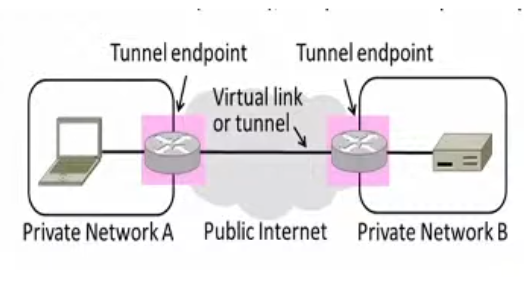 Tunnel endpoint
Tunnel endpoint
Virtual link
or tunnel
Private Network A
Public Internet
Private Network B